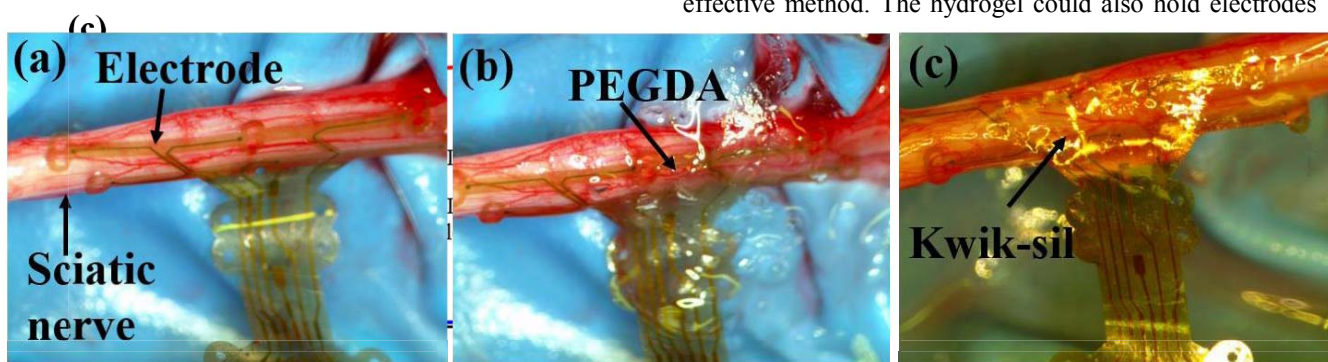 effective method. The hydrogel could also hold electrodes
(c)
(a)
Electrode
Sciatic
nerve
(b)
PEGDA
(c)
Kwik-sil